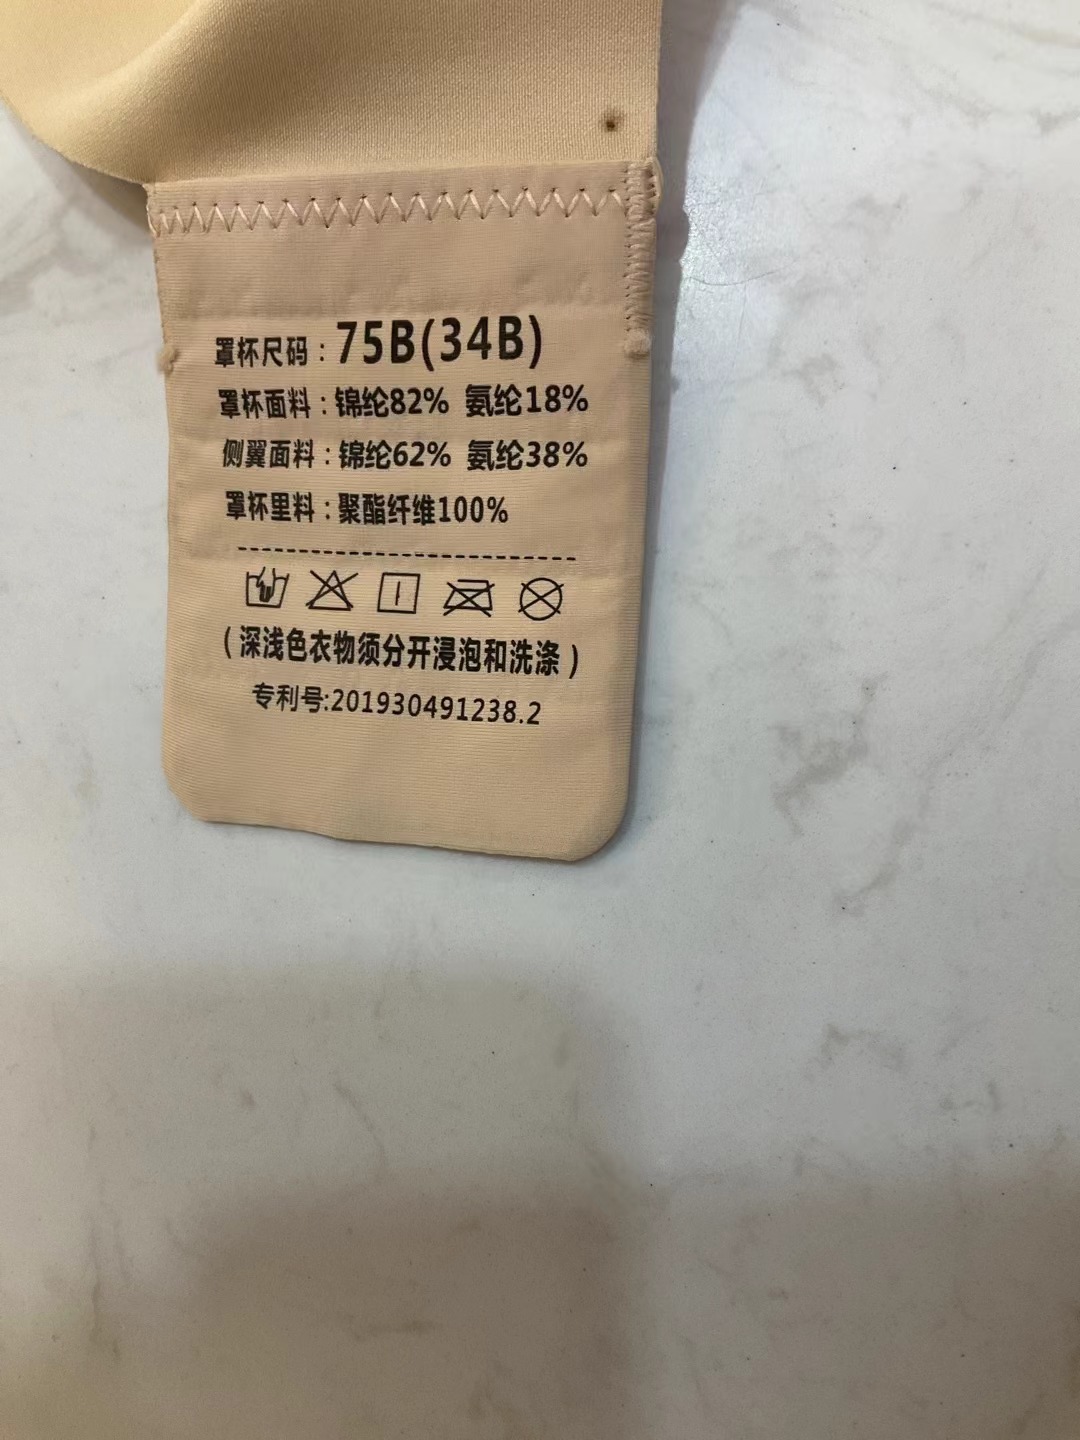 罩杯尺码：75B(34B)
罩杯面料：锦纶82% 氨纶18%
侧翼面料：锦纶62% 氨纶38%
罩杯里料：聚酯纤维100%
（深浅色衣物须分开浸泡和洗涤）
专利号:201930491238.2